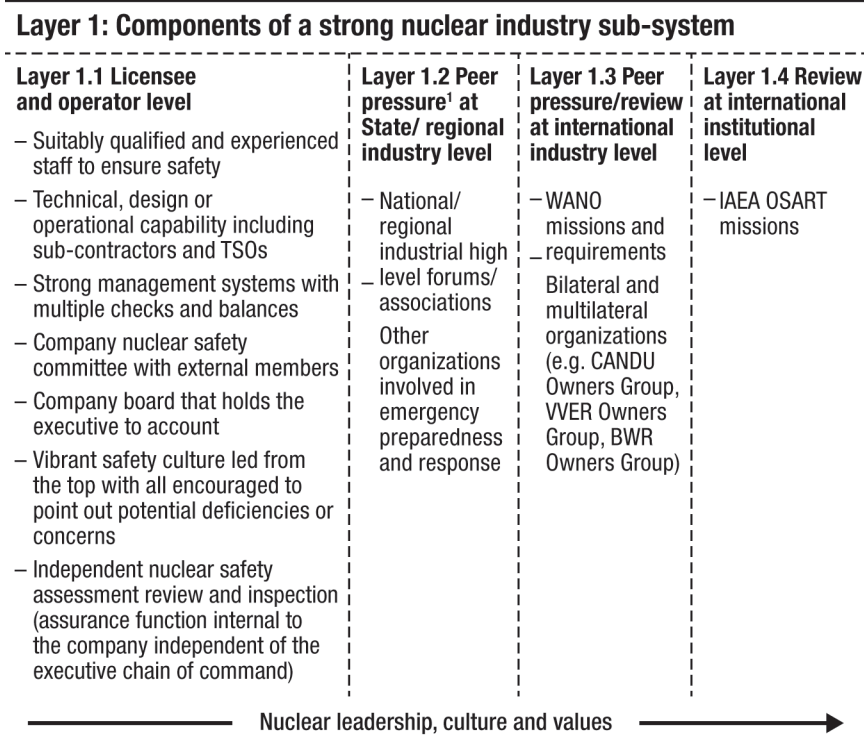 Layer 1: Components of a strong nuclear industry sub-system
Layer 1.1 Licensee
and operator level
– Suitably qualified and experienced
staff to ensure safety
– Technical, design or
operational capability including
sub-contractors and TSOs
– Strong management systems with
multiple checks and balances
– Company nuclear safety
committee with external members
– Company board that holds the
executive to account
– Vibrant safety culture led from
the top with all encouraged to
point out potential deficiencies or
concerns
– Independent nuclear safety
assessment review and inspection
(assurance function internal to
the company independent of the
executive chain of command)
Layer 1.2 Peer
pressure¹ at
State/ regional
industry level
– National/
regional
industrial high
– level forums/
associations
Other
organizations
involved in
emergency
preparedness
and response
Layer 1.3 Peer
pressure/review
at international
industry level
– WANO
missions and
– requirements
Bilateral and
multilateral
organizations
(e.g. CANDU
Owners Group,
VVER Owners
Group, BWR
Owners Group)
Layer 1.4 Review
at international
institutional
level
– IAEA OSART
missions
Nuclear leadership, culture and values